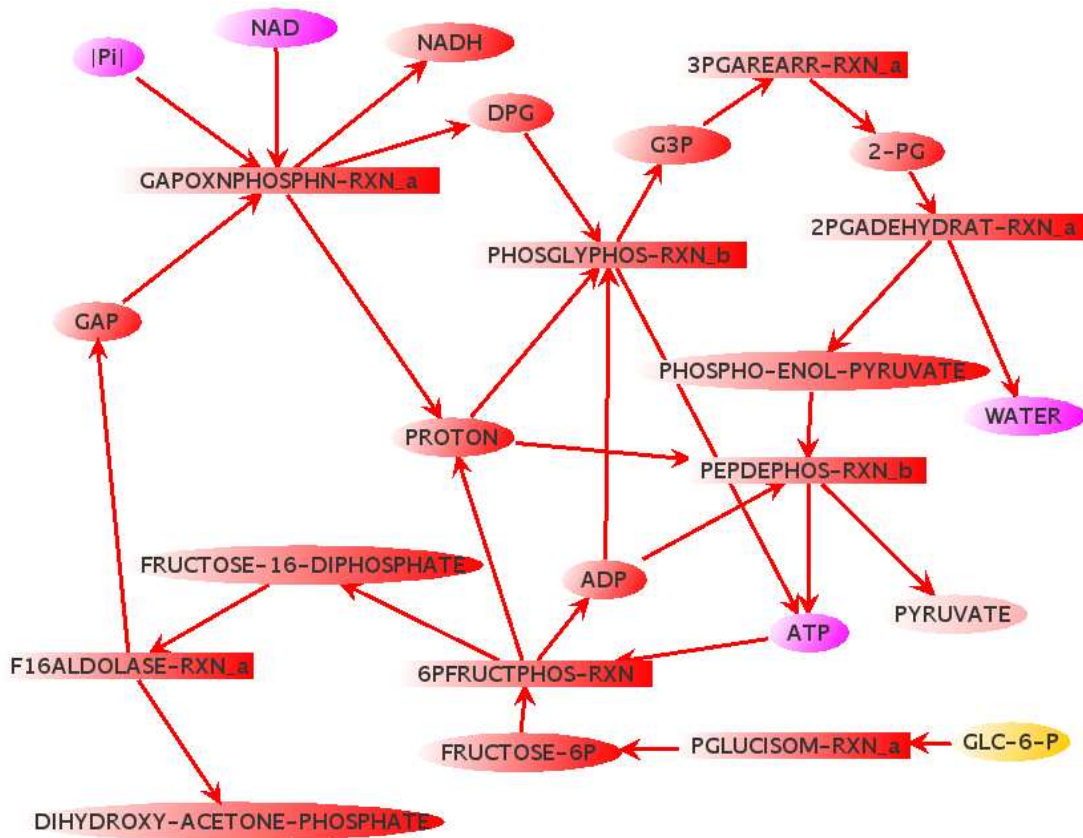 NAD
|Pi|
NADH
3PGAREARR-RXN_a
DPG
G3P
2-PG
GAPOXNPHOSPHN-RXN_a
2PGADEHYDRAT-RXN_a
PHOSGLYPHOS-RXN_b
GAP
PHOSPHO-ENOL-PYRUVATE
WATER
PROTON
PEPDEPHOS-RXN_b
FRUCTOSE-16-DIPHOSPHATE
ADP
PYRUVATE
ATP
F16ALDOLASE-RXN_a
6PFRUCTPHOS-RXN
FRUCTOSE-6P
PGLUCISOM-RXN_a
GLC-6-P
DIHYDROXY-ACETONE-PHOSPHATE